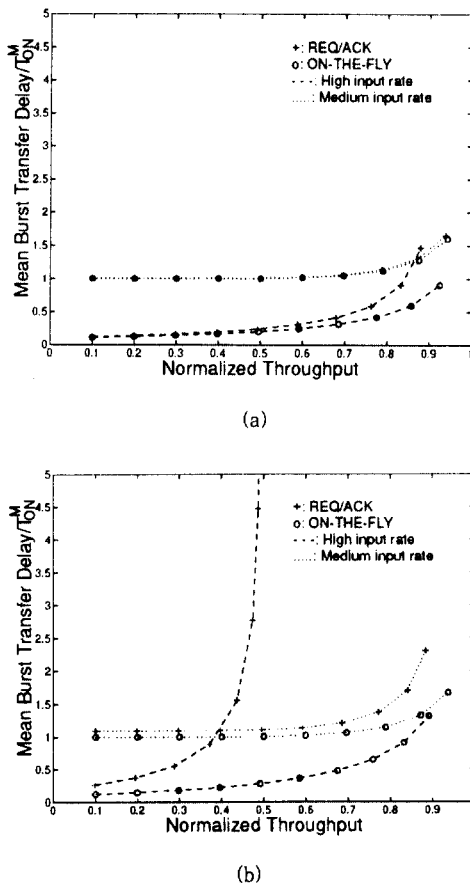 5
4.5
4
3.5
3
2.5
2
1.5
1
0.5
0
Mean Burst Transfer Delay/T^M_ON
+: REQ/ACK
o: ON-THE-FLY
- - -: High input rate
.......: Medium input rate
0.1 0.2 0.3 0.4 0.5 0.6 0.7 0.8 0.9 1
Normalized Throughput
(a)
5
4.5
4
3.5
3
2.5
2
1.5
1
0.5
0
Mean Burst Transfer Delay/T^M_ON
+: REQ/ACK
o: ON-THE-FLY
- - -: High input rate
.......: Medium input rate
0.1 0.2 0.3 0.4 0.5 0.6 0.7 0.8 0.9
Normalized Throughput
(b)